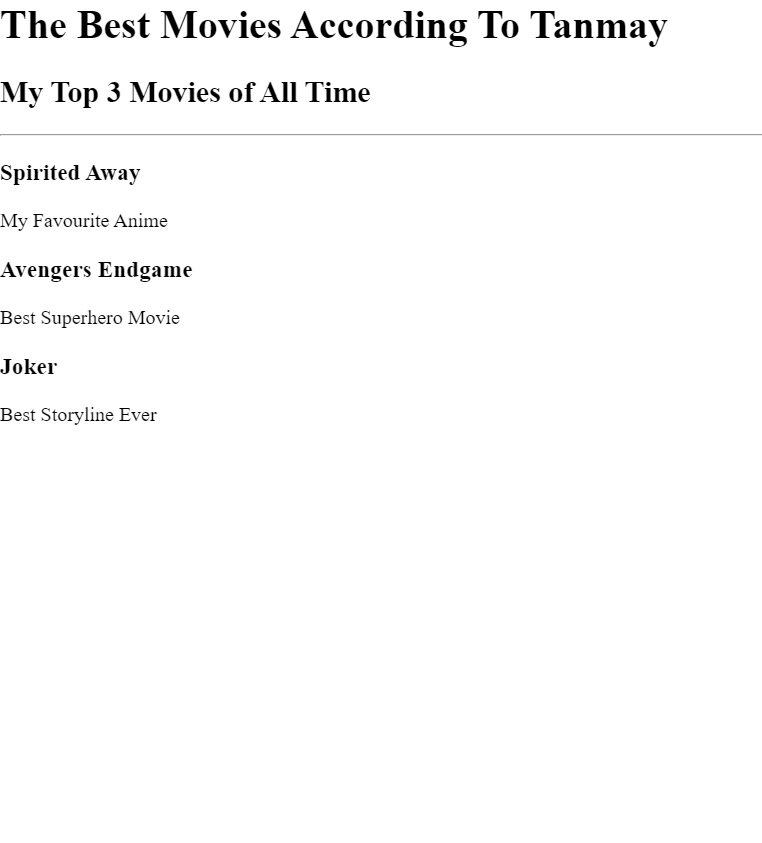 The Best Movies According To Tanmay
My Top 3 Movies of All Time
Spirited Away
My Favourite Anime
Avengers Endgame
Best Superhero Movie
Joker
Best Storyline Ever